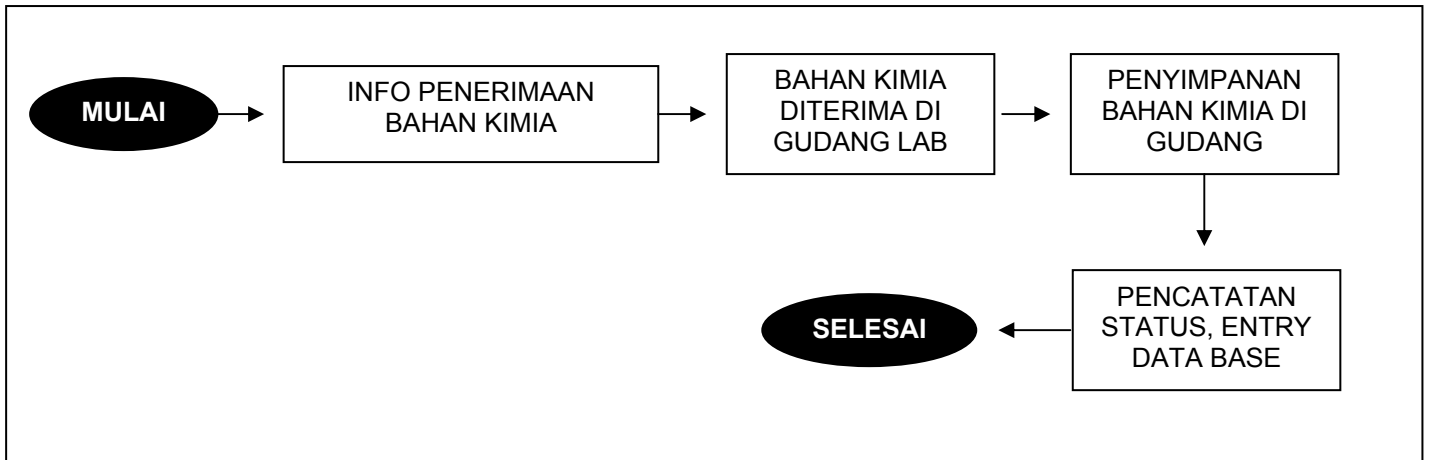 MULAI
INFO PENERIMAAN
BAHAN KIMIA
BAHAN KIMIA
DITERIMA DI
GUDANG LAB
PENYIMPANAN
BAHAN KIMIA DI
GUDANG
PENCATATAN
STATUS, ENTRY
DATA BASE
SELESAI